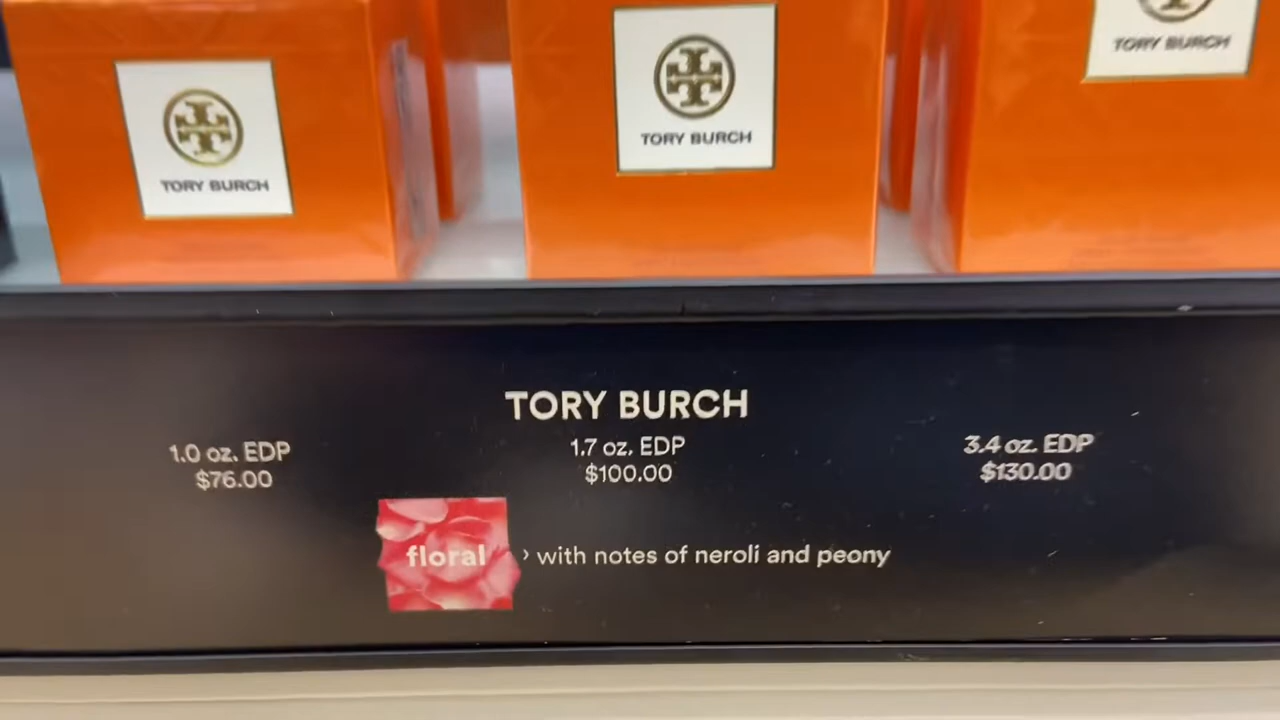 TORY BURCH
TORY BURCH
TORY BURCH
TORY BURCH
1.0 oz. EDP
$76.00
1.7 oz. EDP
$100.00
3.4 oz. EDP
$130.00
floral
› with notes of neroli and peony